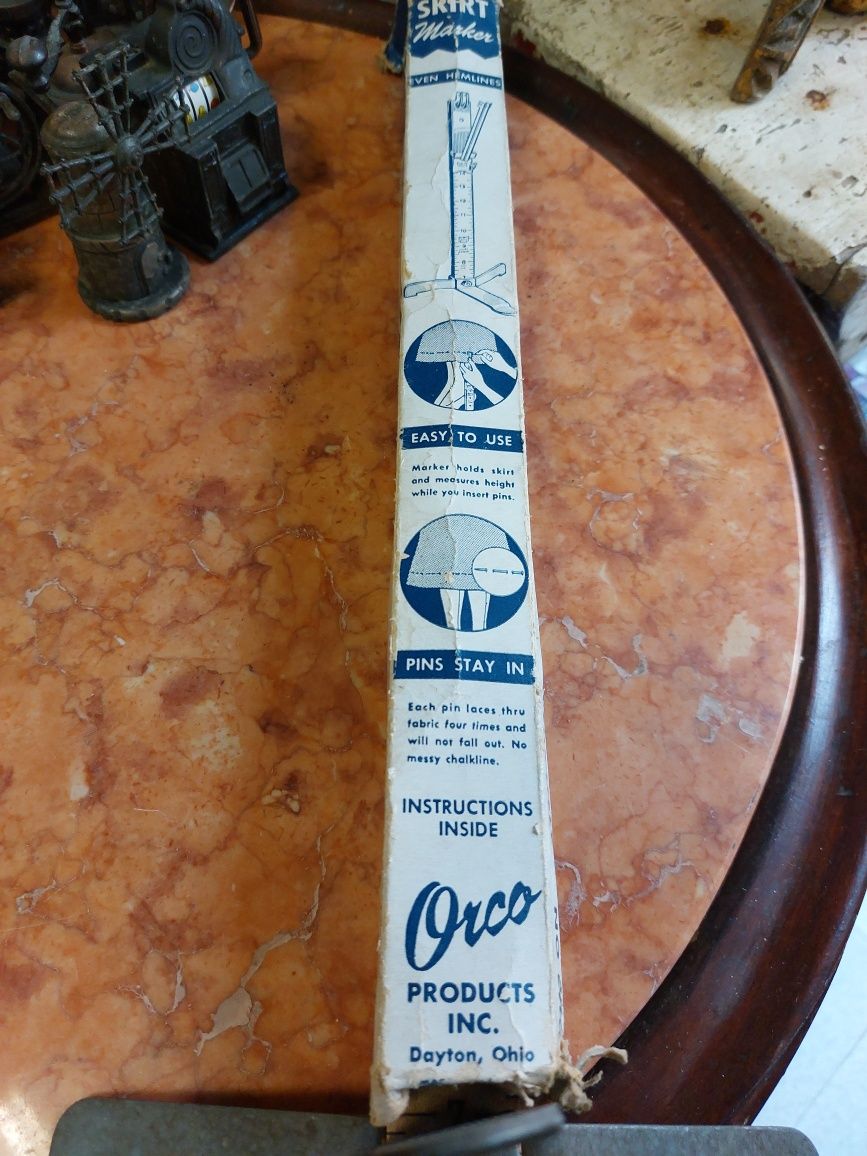 SKIRT
Marker
EVEN HEMLINES
EASY TO USE
Marker holds skirt
and measures height
while you insert pins.
PINS STAY IN
Each pin laces thru
fabric four times and
will not fall out. No
messy chalkline.
INSTRUCTIONS
INSIDE
Orco
PRODUCTS
INC.
Dayton, Ohio